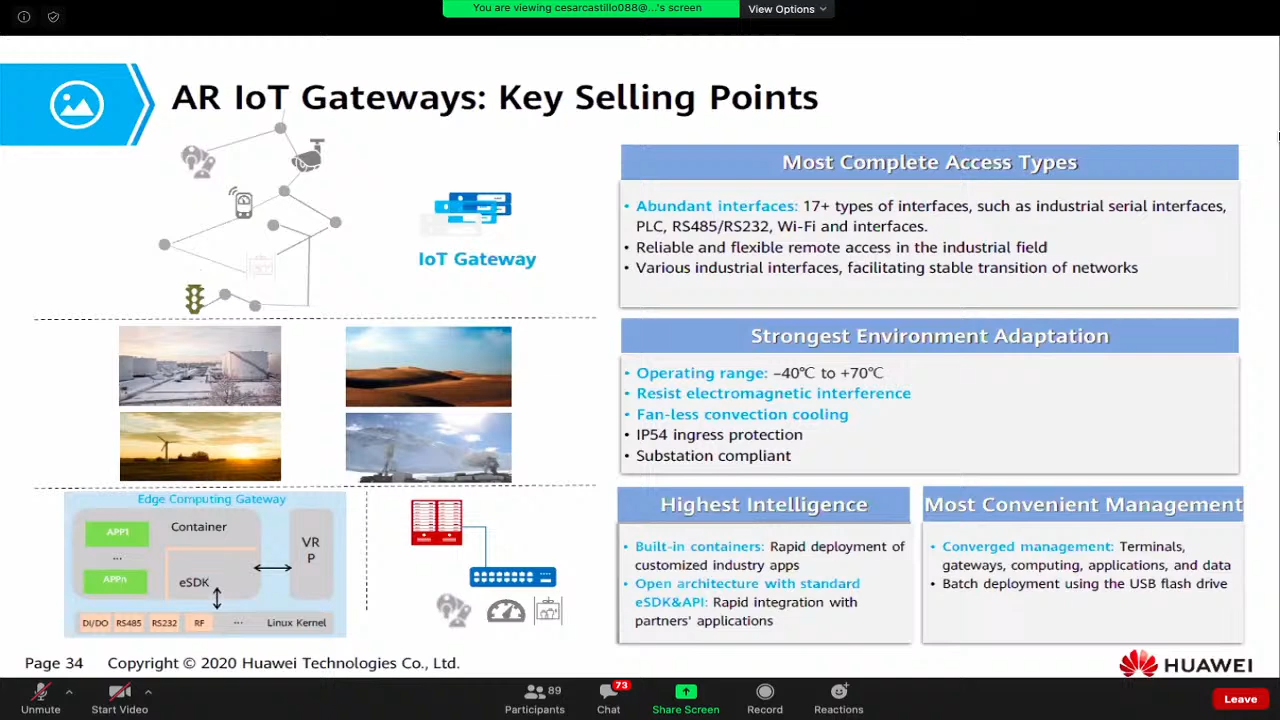 You are viewing cesarcastillo088@...'s screen
View Options
AR IoT Gateways: Key Selling Points
IoT Gateway
Most Complete Access Types
• Abundant interfaces: 17+ types of interfaces, such as industrial serial interfaces,
PLC, RS485/RS232, Wi-Fi and interfaces.
• Reliable and flexible remote access in the industrial field
• Various industrial interfaces, facilitating stable transition of networks
Strongest Environment Adaptation
• Operating range: –40℃ to +70℃
• Resist electromagnetic interference
• Fan-less convection cooling
• IP54 ingress protection
• Substation compliant
Edge Computing Gateway
APP1
...
APPn
Container
eSDK
VR
P
DI/DO RS485 RS232 RF ... Linux Kernel
Highest Intelligence
• Built-in containers: Rapid deployment of
customized industry apps
• Open architecture with standard
eSDK&API: Rapid integration with
partners' applications
Most Convenient Management
• Converged management: Terminals,
gateways, computing, applications, and data
• Batch deployment using the USB flash drive
Page 34 Copyright © 2020 Huawei Technologies Co., Ltd.
HUAWEI
Unmute
Start Video
89
Participants
73
Chat
Share Screen
Record
Reactions
Leave